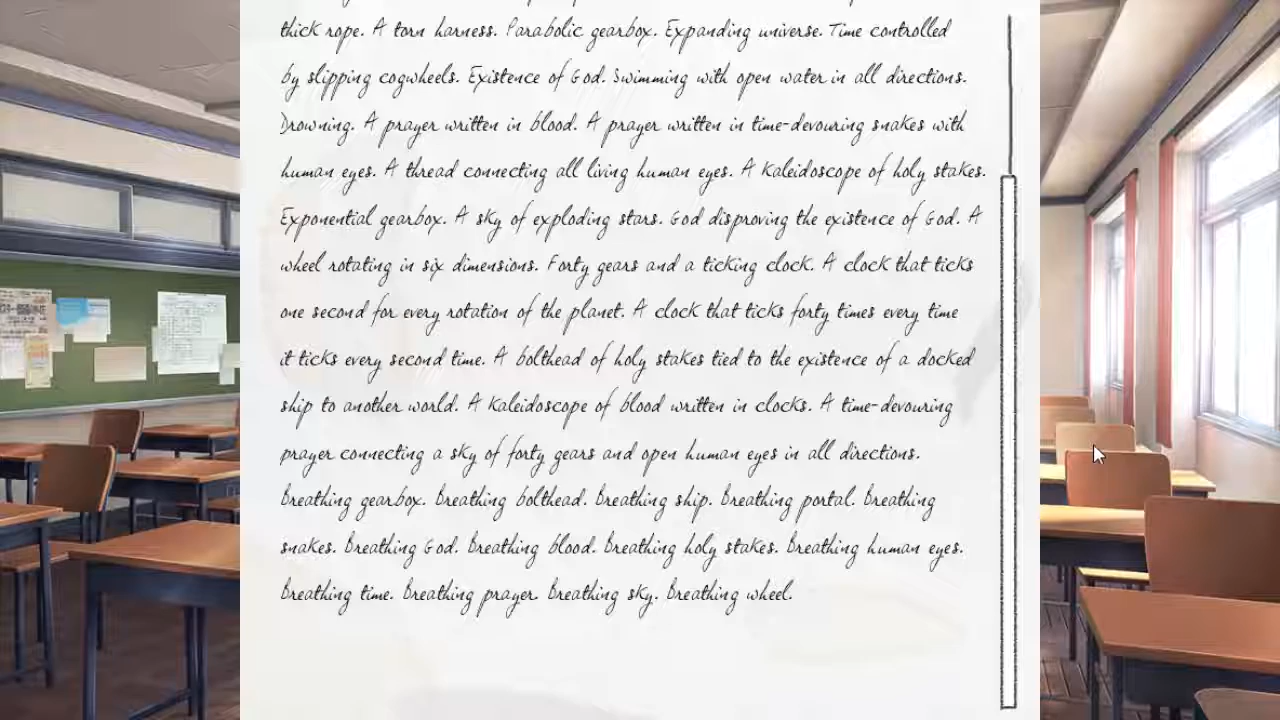 thick rope. A torn harness. Parabolic gearbox. Expanding universe. Time controlled
by slipping cogwheels. Existence of God. Swimming with open water in all directions.
Drowning. A prayer written in blood. A prayer written in time-devouring snakes with
human eyes. A thread connecting all living human eyes. A kaleidoscope of holy stakes.
Exponential gearbox. A sky of exploding stars. God disproving the existence of God. A
wheel rotating in six dimensions. Forty gears and a ticking clock. A clock that ticks
one second for every rotation of the planet. A clock that ticks forty times every time
it ticks every second time. A bolthead of holy stakes tied to the existence of a docked
ship to another world. A kaleidoscope of blood written in clocks. A time-devouring
prayer connecting a sky of forty gears and open human eyes in all directions.
Breathing gearbox. Breathing bolthead. Breathing ship. Breathing portal. Breathing
snakes. Breathing God. Breathing blood. Breathing holy stakes. Breathing human eyes.
Breathing time. Breathing prayer. Breathing sky. Breathing wheel.